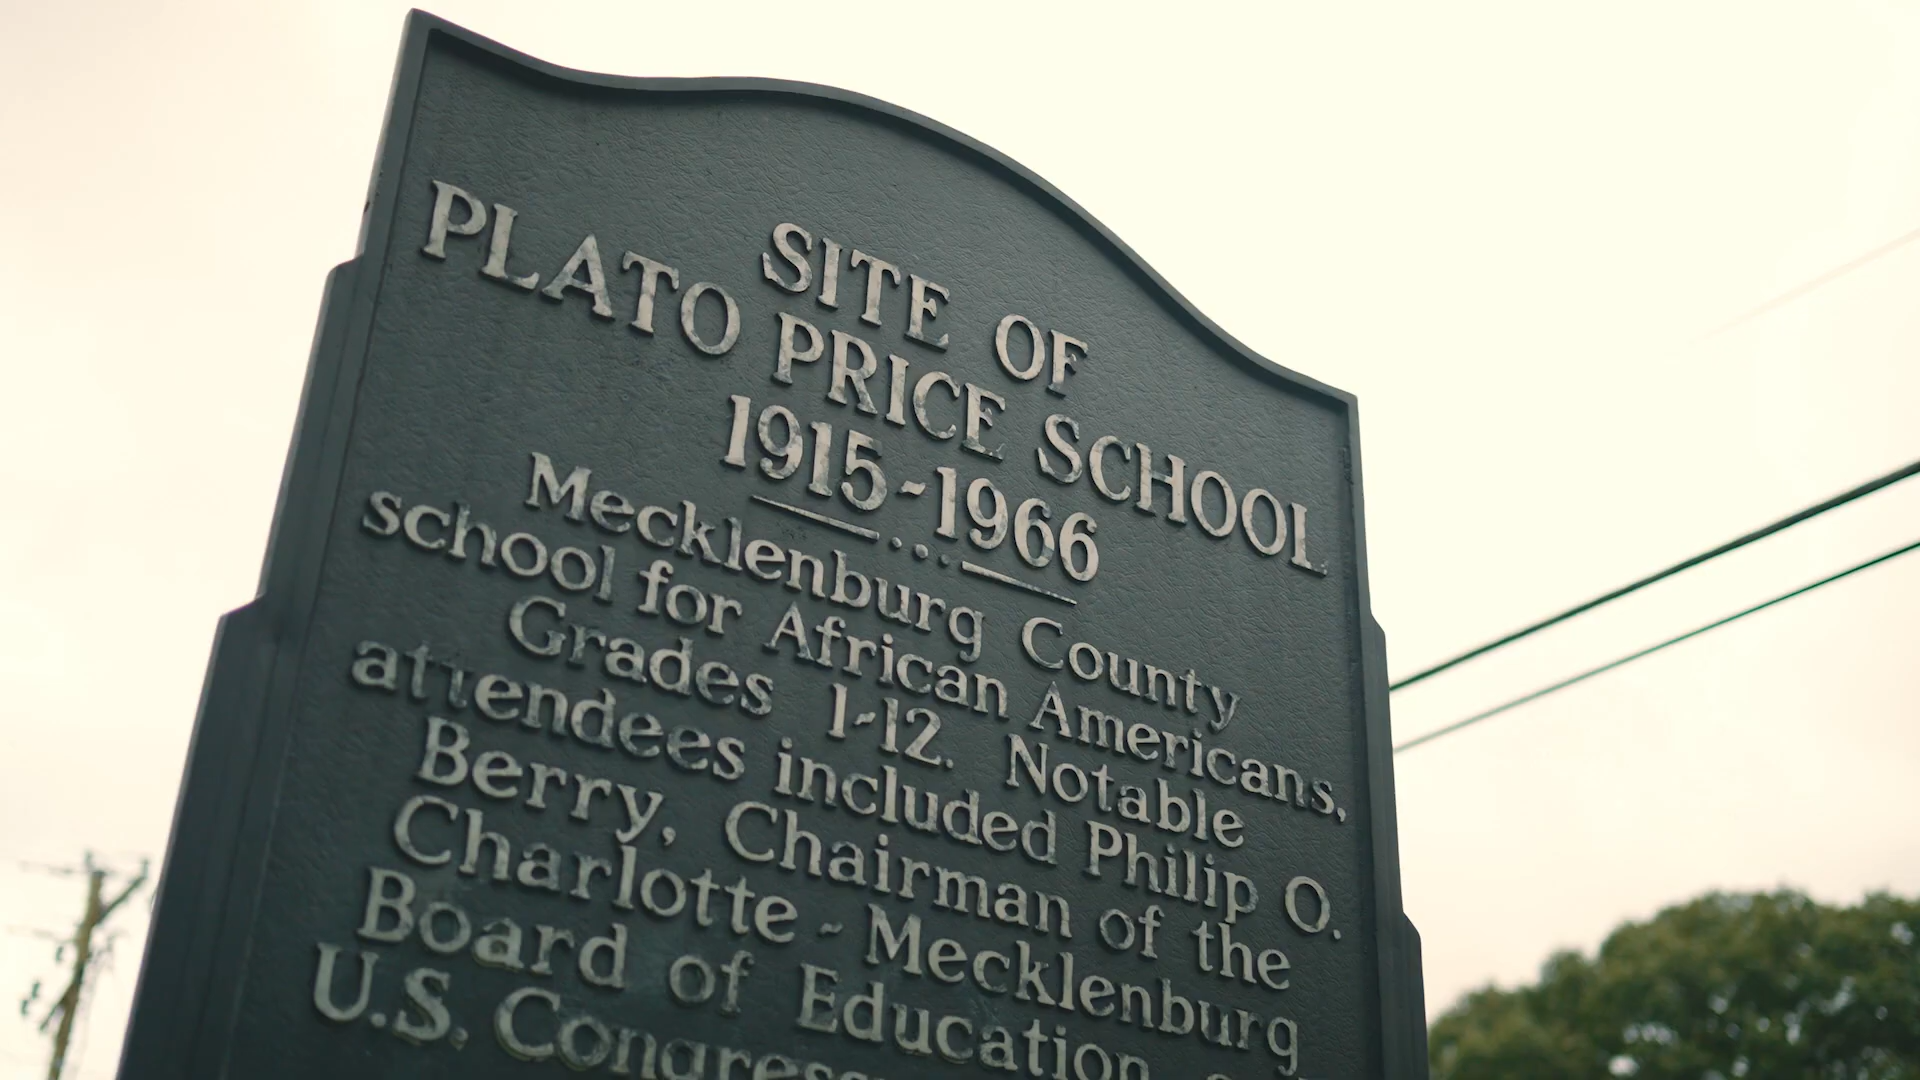 SITE OF
PLATO PRICE SCHOOL
1915-1966
Mecklenburg County
school for African Americans,
Grades 1-12. Notable
attendees included Philip O.
Berry, Chairman of the
Charlotte-Mecklenburg
Board of Education
U.S.